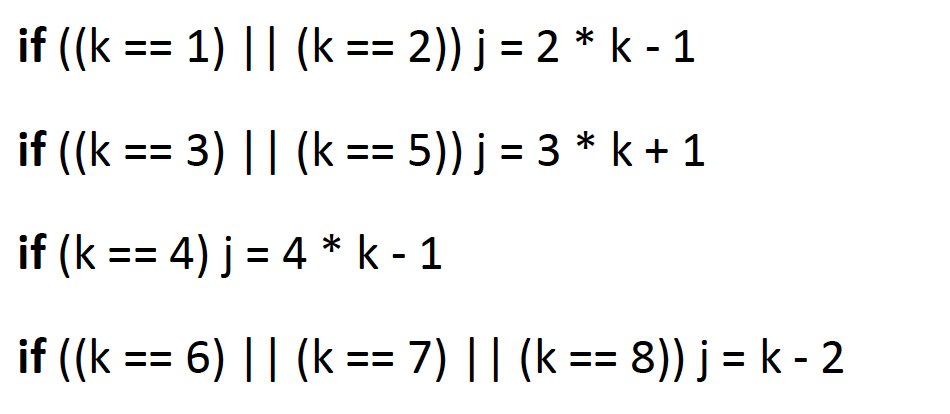 if ((k == 1) || (k == 2)) j = 2 * k - 1
if ((k == 3) || (k == 5)) j = 3 * k + 1
if (k == 4) j = 4 * k - 1
if ((k == 6) || (k == 7) || (k == 8)) j = k - 2